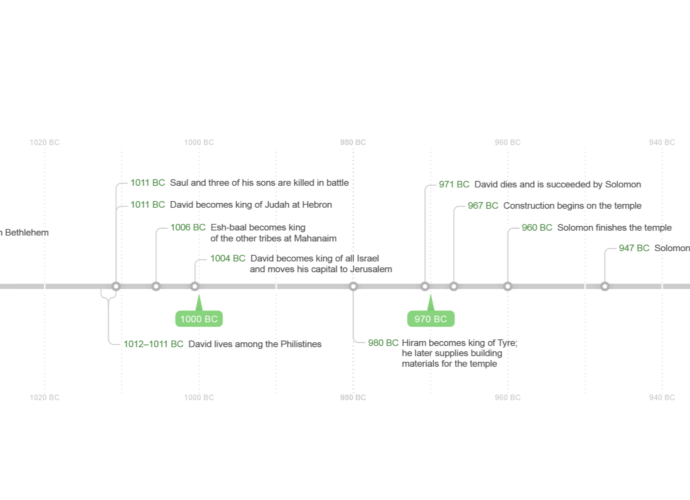 1020 BC
1000 BC
980 BC
960 BC
940 BC
1011 BC Saul and three of his sons are killed in battle
971 BC David dies and is succeeded by Solomon
1011 BC David becomes king of Judah at Hebron
967 BC Construction begins on the temple
Bethlehem
1006 BC Esh-baal becomes king
of the other tribes at Mahanaim
960 BC Solomon finishes the temple
947 BC Solomon
1004 BC David becomes king of all Israel
and moves his capital to Jerusalem
1000 BC
970 BC
1012–1011 BC David lives among the Philistines
980 BC Hiram becomes king of Tyre;
he later supplies building
materials for the temple
1020 BC
1000 BC
980 BC
960 BC
940 BC